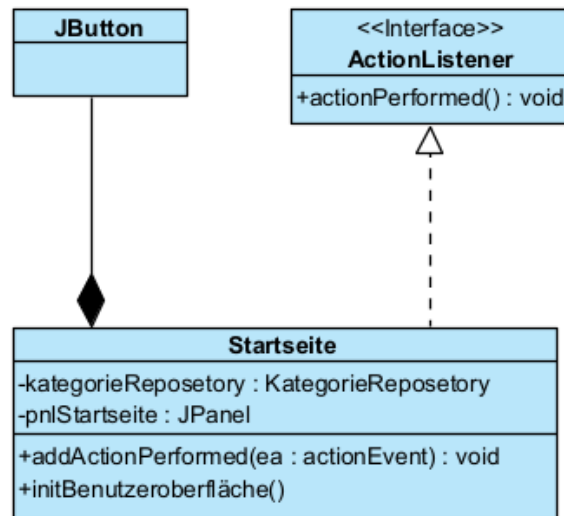 JButton
<<Interface>>
ActionListener
+actionPerformed() : void
Startseite
-kategorieReposetory : KategorieReposetory
-pnlStartseite : JPanel
+addActionPerformed(ea : actionEvent) : void
+initBenutzeroberfläche()